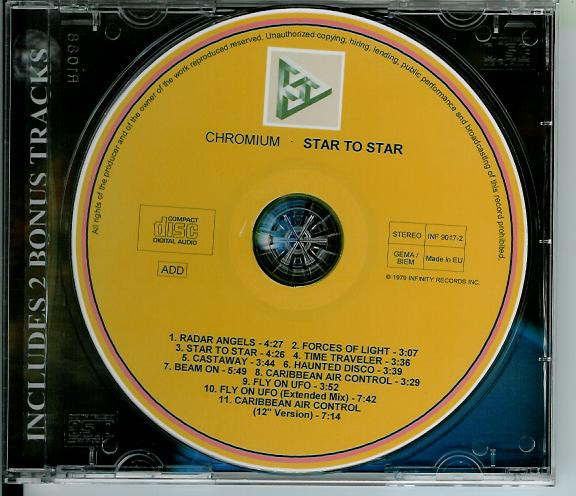 INCLUDES 2 BONUS TRACKS
All rights of the producer and of the owner of the work reproduced reserved. Unauthorized copying, hiring, lending, public performance and broadcasting of this record prohibited.
CHROMIUM · STAR TO STAR
COMPACT
disc
DIGITAL AUDIO
ADD
STEREO INF 9017-2
GEMA / BIEM Made in EU
© 1979 INFINITY RECORDS INC.
1. RADAR ANGELS - 4:27 2. FORCES OF LIGHT - 3:07
3. STAR TO STAR - 4:26 4. TIME TRAVELER - 3:36
5. CASTAWAY - 3:44 6. HAUNTED DISCO - 3:39
7. BEAM ON - 5:49 8. CARIBBEAN AIR CONTROL - 3:29
9. FLY ON UFO - 3:52
10. FLY ON UFO (Extended Mix) - 7:42
11. CARIBBEAN AIR CONTROL
(12" Version) - 7:14